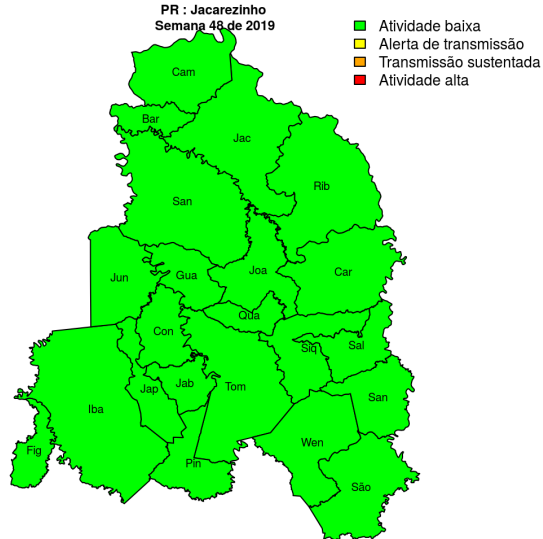 PR : Jacarezinho
Semana 48 de 2019
Atividade baixa
Alerta de transmissão
Transmissão sustentada
Atividade alta
Cam
Bar
Jac
Rib
San
Jun
Gua
Joa
Car
Qua
Con
Siq
Sal
Jap
Jab
Tom
San
Iba
Wen
Fig
Pin
São